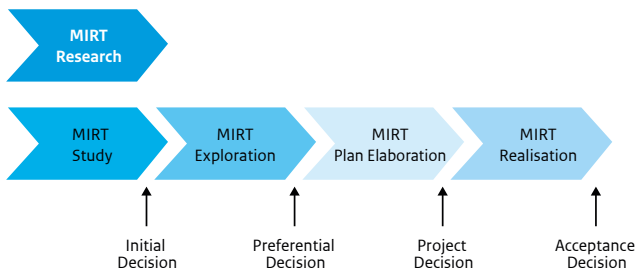 MIRT
Research
MIRT
Study
MIRT
Exploration
MIRT
Plan Elaboration
MIRT
Realisation
Initial
Decision
Preferential
Decision
Project
Decision
Acceptance
Decision